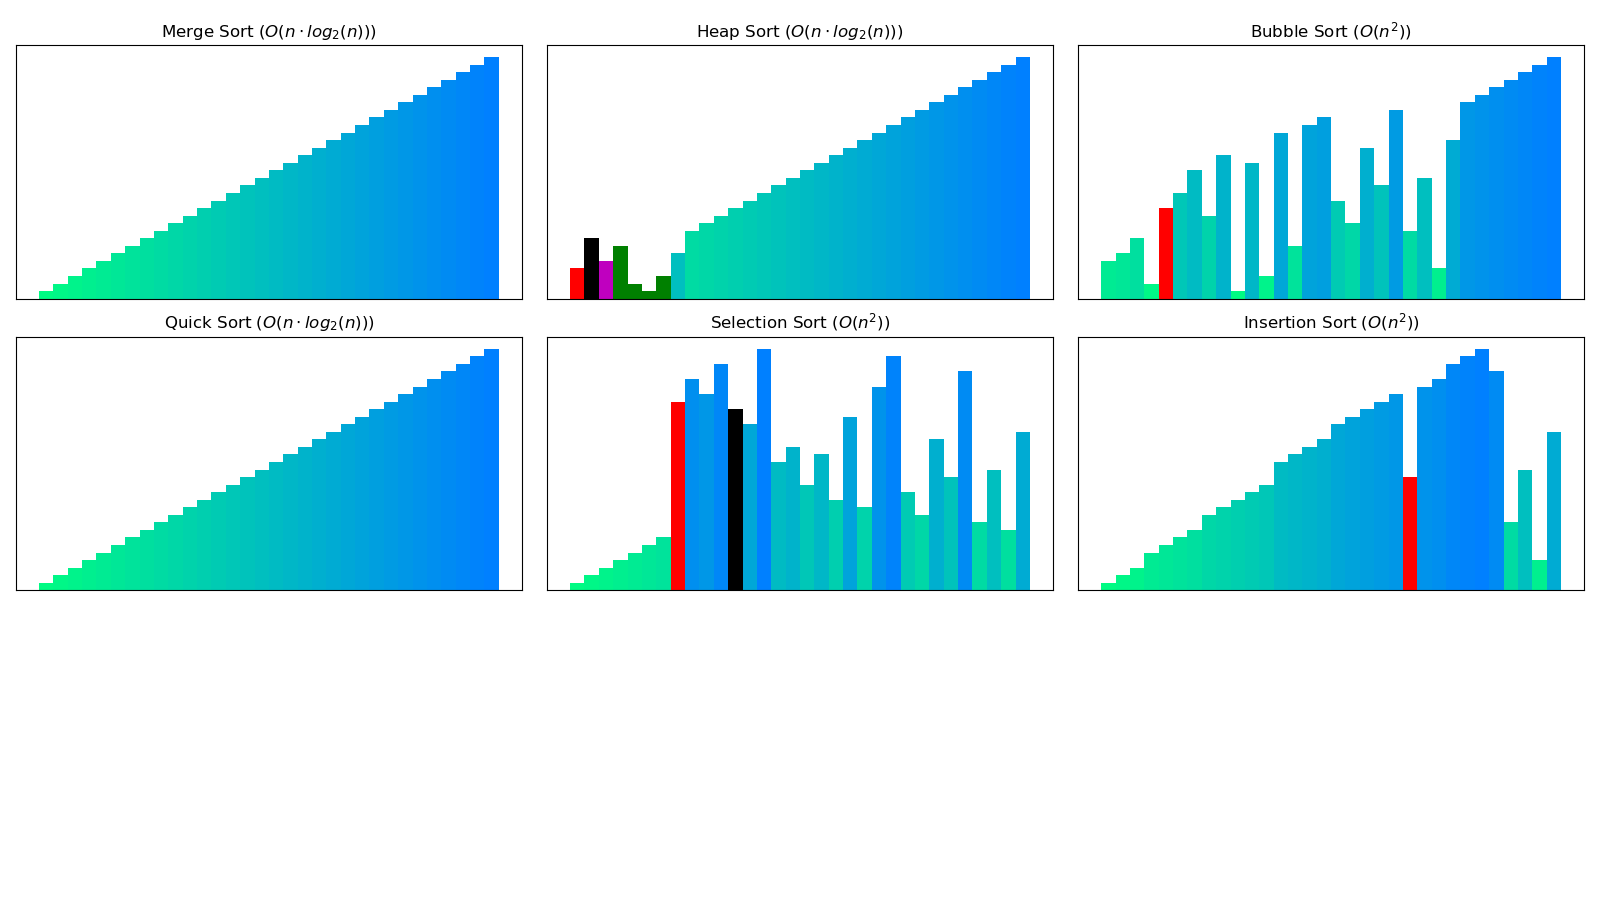 Merge Sort (O(n · log₂(n)))
Heap Sort (O(n · log₂(n)))
Bubble Sort (O(n²))
Quick Sort (O(n · log₂(n)))
Selection Sort (O(n²))
Insertion Sort (O(n²))